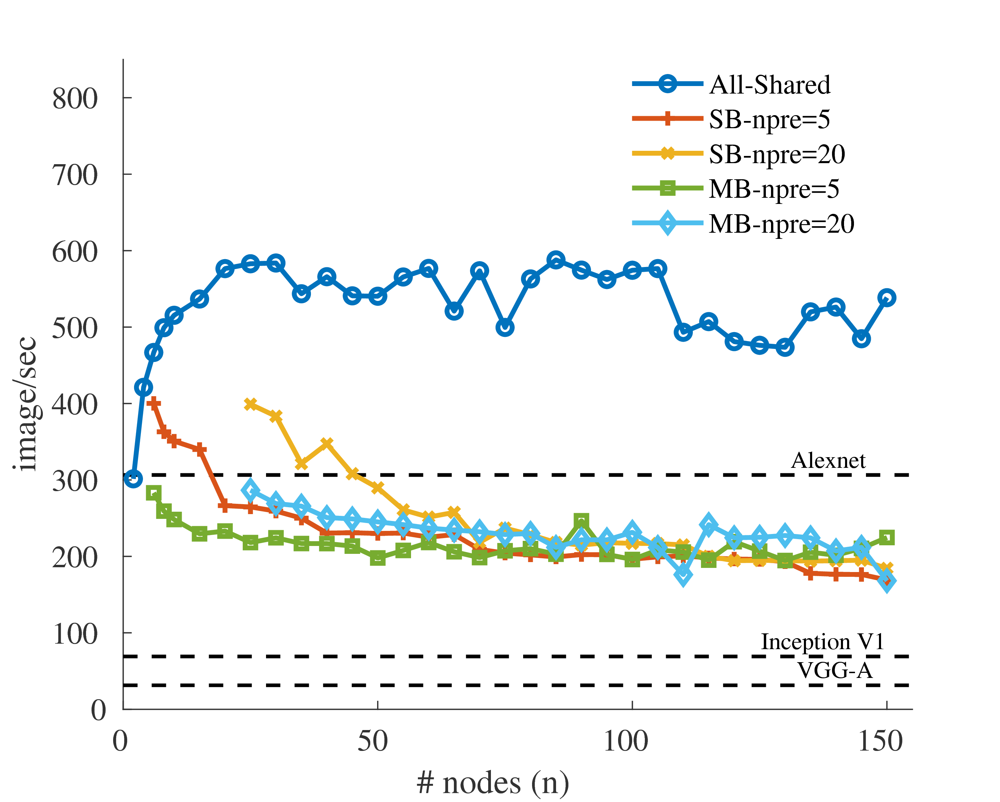 800
700
600
500
400
300
200
100
0
0
50
100
150
image/sec
# nodes (n)
All-Shared
SB-npre=5
SB-npre=20
MB-npre=5
MB-npre=20
Alexnet
Inception V1
VGG-A